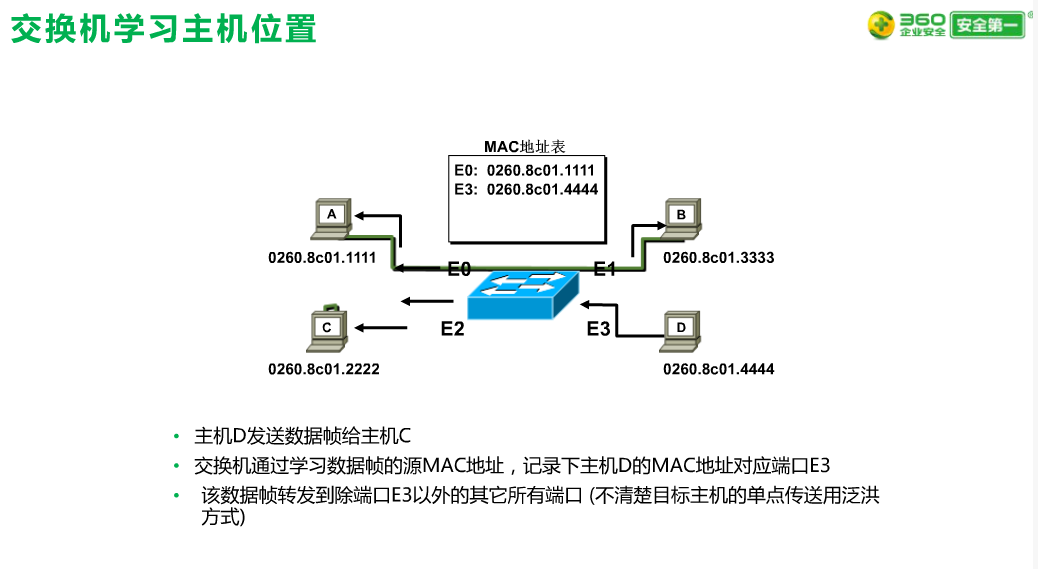 交换机学习主机位置
360
企业安全
安全第一
®
MAC地址表
E0: 0260.8c01.1111
E3: 0260.8c01.4444
A
B
0260.8c01.1111
0260.8c01.3333
E0
E1
C
E2
E3
D
0260.8c01.2222
0260.8c01.4444
• 主机D发送数据帧给主机C
• 交换机通过学习数据帧的源MAC地址，记录下主机D的MAC地址对应端口E3
• 该数据帧转发到除端口E3以外的其它所有端口 (不清楚目标主机的单点传送用泛洪
方式)